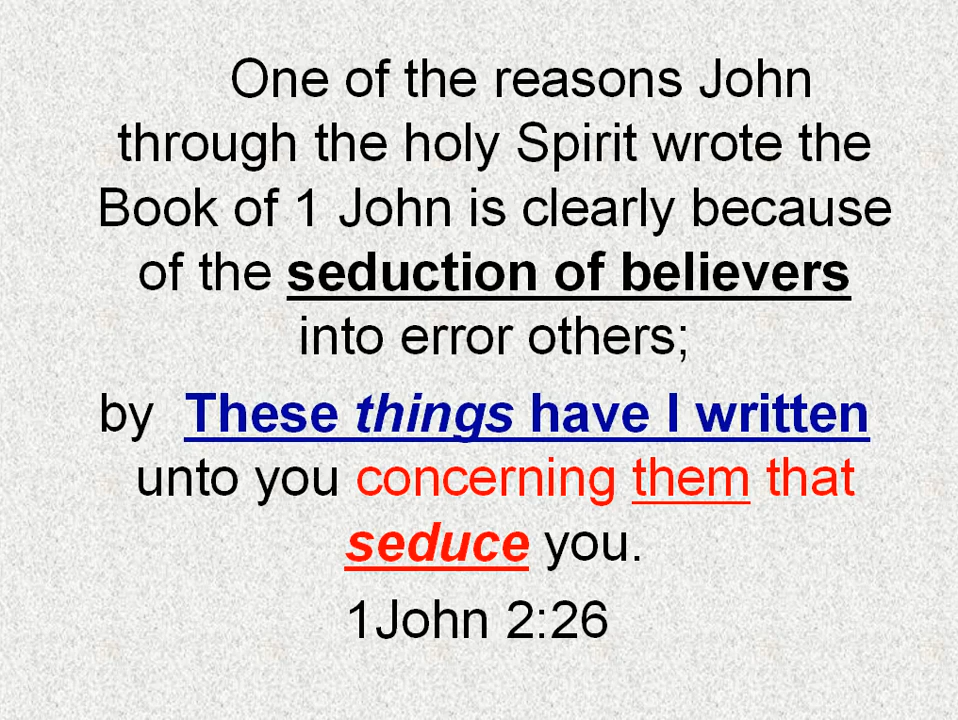 One of the reasons John
through the holy Spirit wrote the
Book of 1 John is clearly because
of the seduction of believers
into error others;
by These things have I written
unto you concerning them that
seduce you.
1John 2:26